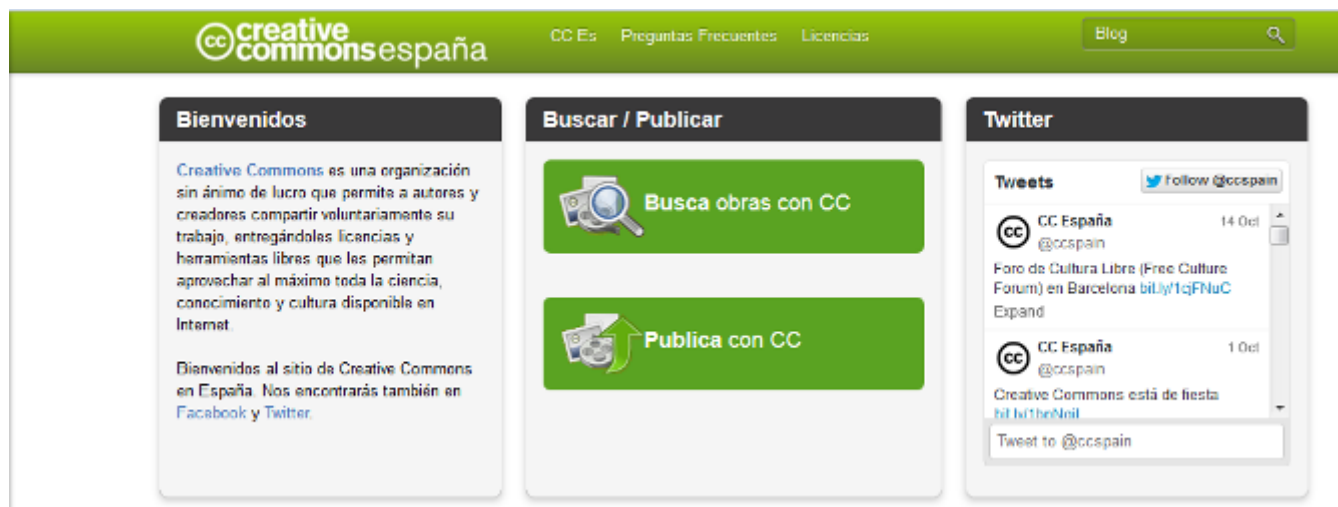 creative
commons españa
CC Es Preguntas Frecuentes Licencias
Blog
Bienvenidos
Creative Commons es una organización
sin ánimo de lucro que permite a autores y
creadores compartir voluntariamente su
trabajo, entregándoles licencias y
herramientas libres que les permitan
aprovechar al máximo toda la ciencia,
conocimiento y cultura disponible en
Internet.
Bienvenidos al sitio de Creative Commons
en España. Nos encontrarás también en
Facebook y Twitter.
Buscar / Publicar
Busca obras con CC
Publica con CC
Twitter
Tweets Follow @ccspain
CC España 14 Oct
@ccspain
Foro de Cultura Libre (Free Culture
Forum) en Barcelona bit.ly/1cjFNuC
Expand
CC España 1 Oct
@ccspain
Creative Commons está de fiesta
Tweet to @ccspain